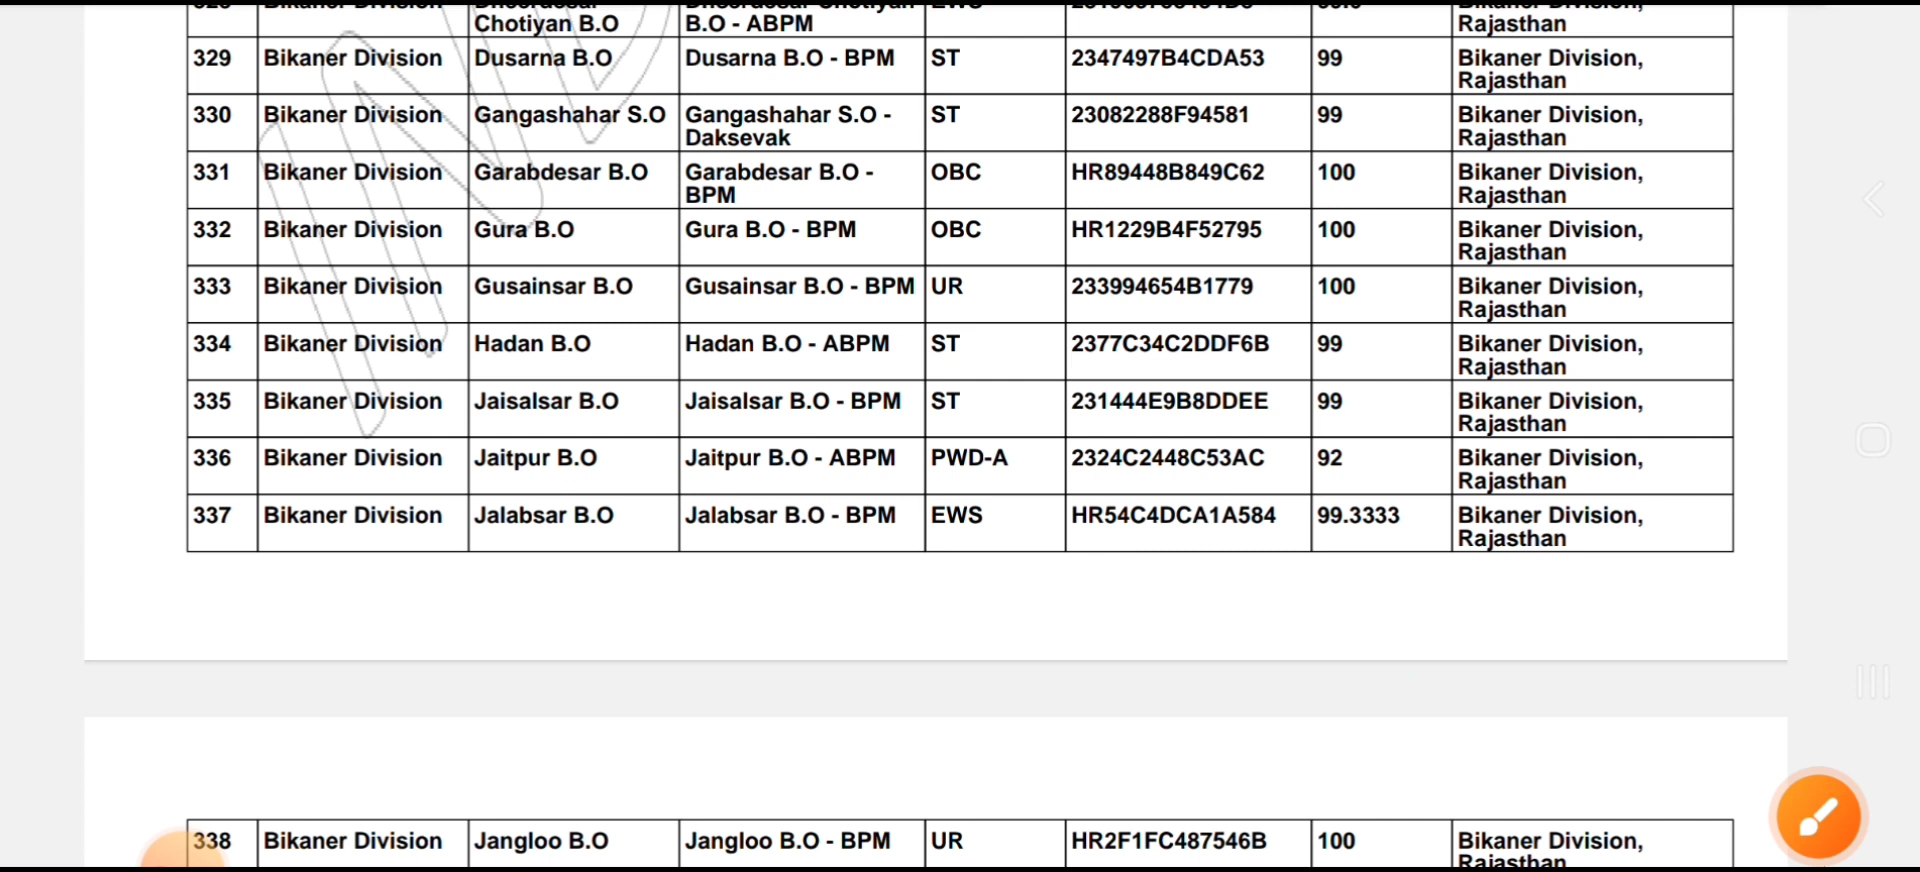 Chotiyan B.O B.O - ABPM Rajasthan
329 Bikaner Division Dusarna B.O Dusarna B.O - BPM ST 2347497B4CDA53 99 Bikaner Division,
Rajasthan
330 Bikaner Division Gangashahar S.O Gangashahar S.O - ST 23082288F94581 99 Bikaner Division,
Daksevak Rajasthan
331 Bikaner Division Garabdesar B.O Garabdesar B.O - OBC HR89448B849C62 100 Bikaner Division,
BPM Rajasthan
332 Bikaner Division Gura B.O Gura B.O - BPM OBC HR1229B4F52795 100 Bikaner Division,
Rajasthan
333 Bikaner Division Gusainsar B.O Gusainsar B.O - BPM UR 233994654B1779 100 Bikaner Division,
Rajasthan
334 Bikaner Division Hadan B.O Hadan B.O - ABPM ST 2377C34C2DDF6B 99 Bikaner Division,
Rajasthan
335 Bikaner Division Jaisalsar B.O Jaisalsar B.O - BPM ST 231444E9B8DDEE 99 Bikaner Division,
Rajasthan
336 Bikaner Division Jaitpur B.O Jaitpur B.O - ABPM PWD-A 2324C2448C53AC 92 Bikaner Division,
Rajasthan
337 Bikaner Division Jalabsar B.O Jalabsar B.O - BPM EWS HR54C4DCA1A584 99.3333 Bikaner Division,
Rajasthan
338 Bikaner Division Jangloo B.O Jangloo B.O - BPM UR HR2F1FC487546B 100 Bikaner Division,
Rajasthan